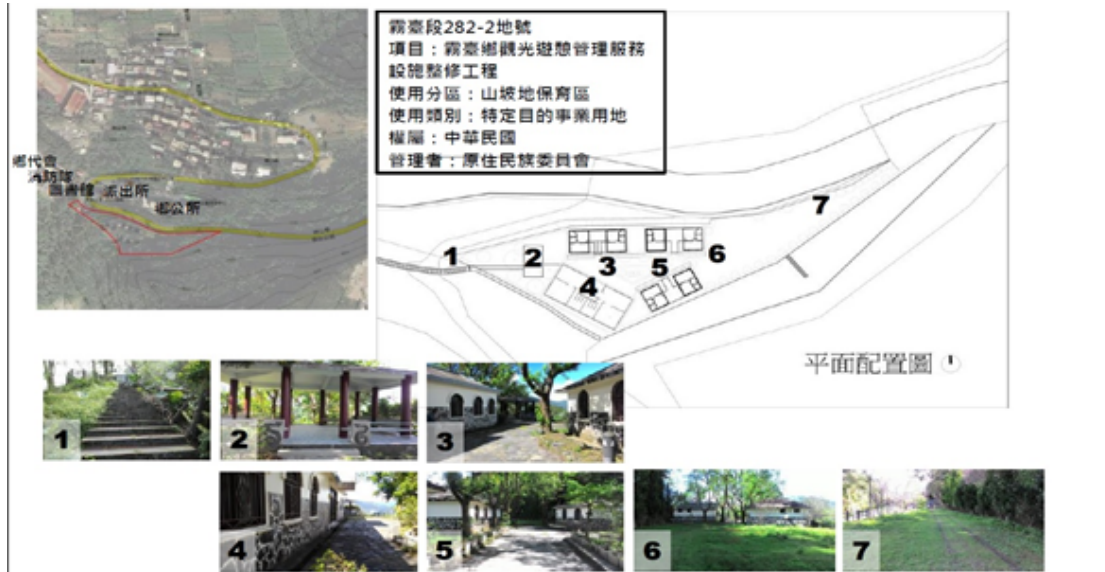 霧臺段282-2地號
項目：霧臺鄉觀光遊憩管理服務
設施整修工程
使用分區：山坡地保育區
使用類別：特定目的事業用地
權屬：中華民國
管理者：原住民族委員會
鄉代會
消防隊
圖書館 派出所
鄉公所
1
2
3
4
5
6
7
平面配置圖
1
2
3
4
5
6
7